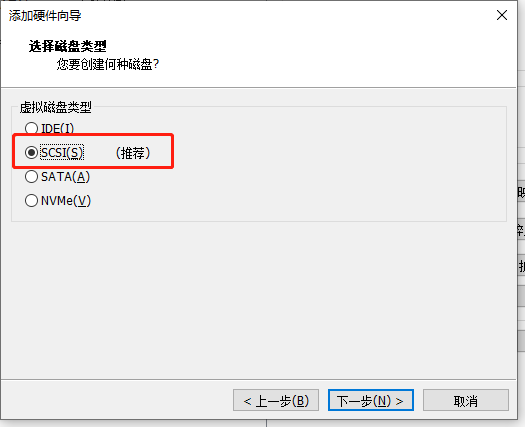 添加硬件向导
选择磁盘类型
您要创建何种磁盘?
虚拟磁盘类型
IDE(I)
SCSI(S) (推荐)
SATA(A)
NVMe(V)
< 上一步(B) 下一步(N) > 取消